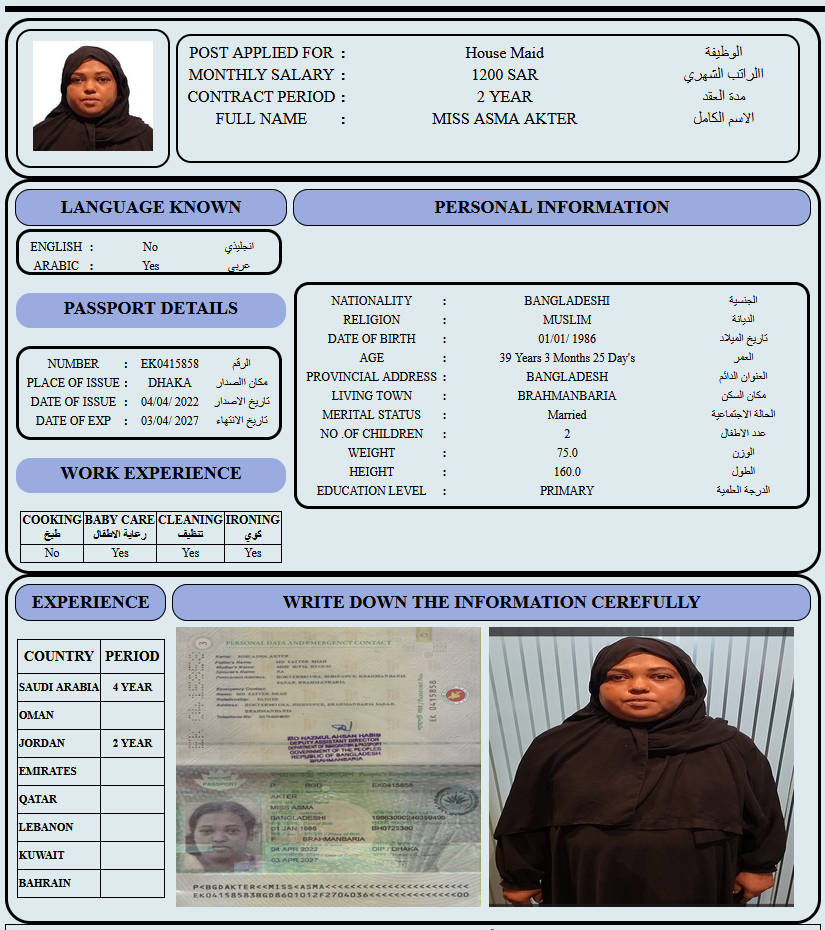 POST APPLIED FOR : House Maid الوظيفة
MONTHLY SALARY : 1200 SAR االراتب الشهري
CONTRACT PERIOD : 2 YEAR مدة العقد
FULL NAME : MISS ASMA AKTER الاسم الكامل
LANGUAGE KNOWN
ENGLISH : No انجليذي
ARABIC : Yes عربي
PASSPORT DETAILS
NUMBER : EK0415858 الرقم
PLACE OF ISSUE : DHAKA مكان االصدار
DATE OF ISSUE : 04/04/ 2022 تاريخ الاصدار
DATE OF EXP : 03/04/ 2027 تاريخ الانتهاء
WORK EXPERIENCE
COOKING BABY CARE CLEANING IRONING
طبخ رعاية الاطفال تنظيف كوي
No Yes Yes Yes
PERSONAL INFORMATION
NATIONALITY : BANGLADESHI الجنسية
RELIGION : MUSLIM الديانة
DATE OF BIRTH : 01/01/ 1986 تاريخ الميلاد
AGE : 39 Years 3 Months 25 Day's العمر
PROVINCIAL ADDRESS : BANGLADESH العنوان الدائم
LIVING TOWN : BRAHMANBARIA مكان السكن
MERITAL STATUS : Married الحالة الاجتماعية
NO .OF CHILDREN : 2 عدد الاطفال
WEIGHT : 75.0 الوزن
HEIGHT : 160.0 الطول
EDUCATION LEVEL : PRIMARY الدرجة العلمية
EXPERIENCE
COUNTRY PERIOD
SAUDI ARABIA 4 YEAR
OMAN
JORDAN 2 YEAR
EMIRATES
QATAR
LEBANON
KUWAIT
BAHRAIN
WRITE DOWN THE INFORMATION CEREFULLY
PERSONAL DATA AND EMERGENCY CONTACT
Name: MISS ASMA AKTER
EK 0415858
MD NAZMUL AHSAN HABIB
DEPUTY ASSISTANT DIRECTOR
DEPARTMENT OF IMMIGRATION & PASSPORT
GOVERNMENT OF THE PEOPLES
REPUBLIC OF BANGLADESH
BRAHMANBARIA
PASSPORT
P BGD EK0415858
AKTER
MISS ASMA
BANGLADESHI
01 JAN 1986
F BRAHMANBARIA
04 APR 2022 DIP / DHAKA
03 APR 2027